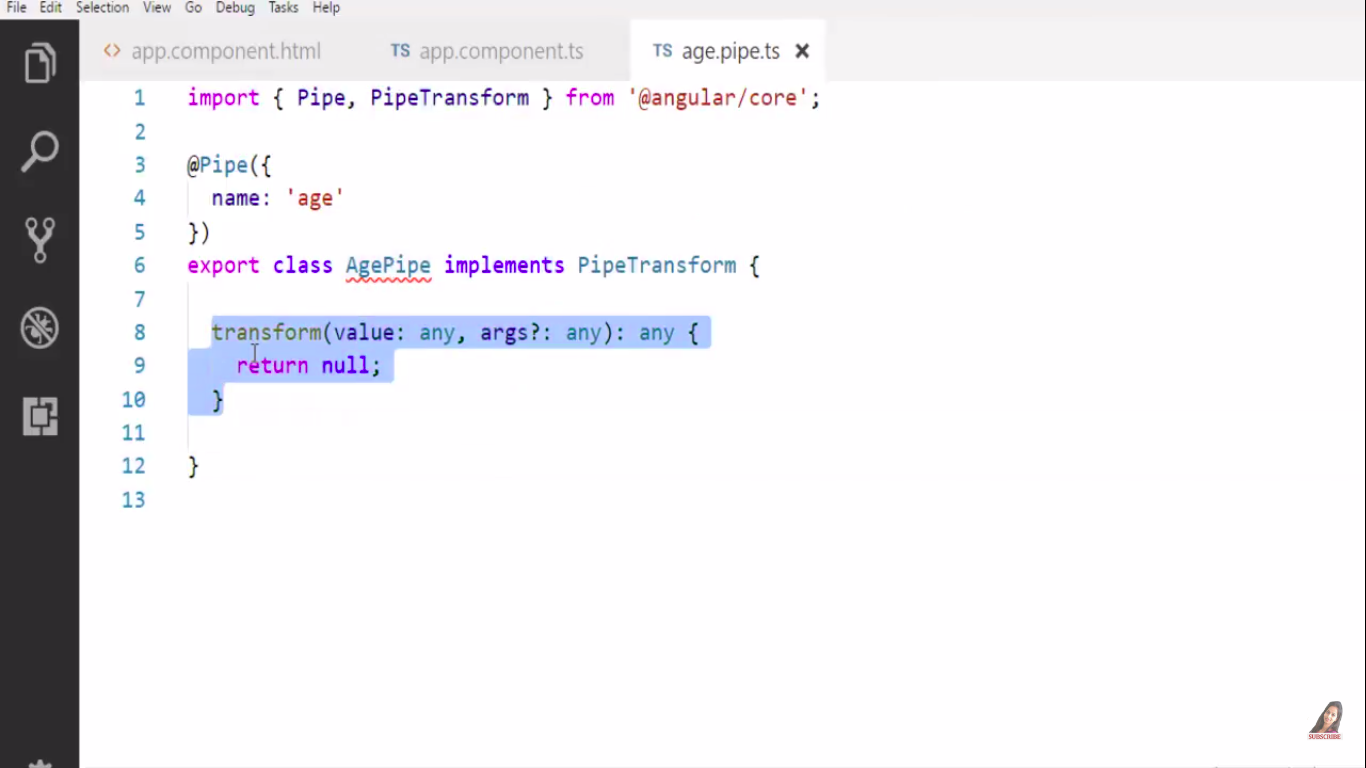 File Edit Selection View Go Debug Tasks Help
<> app.component.html TS app.component.ts TS age.pipe.ts ×
1 import { Pipe, PipeTransform } from '@angular/core';
2
3 @Pipe({
4 name: 'age'
5 })
6 export class AgePipe implements PipeTransform {
7
8 transform(value: any, args?: any): any {
9 return null;
10 }
11
12 }
13
SUBSCRIBE